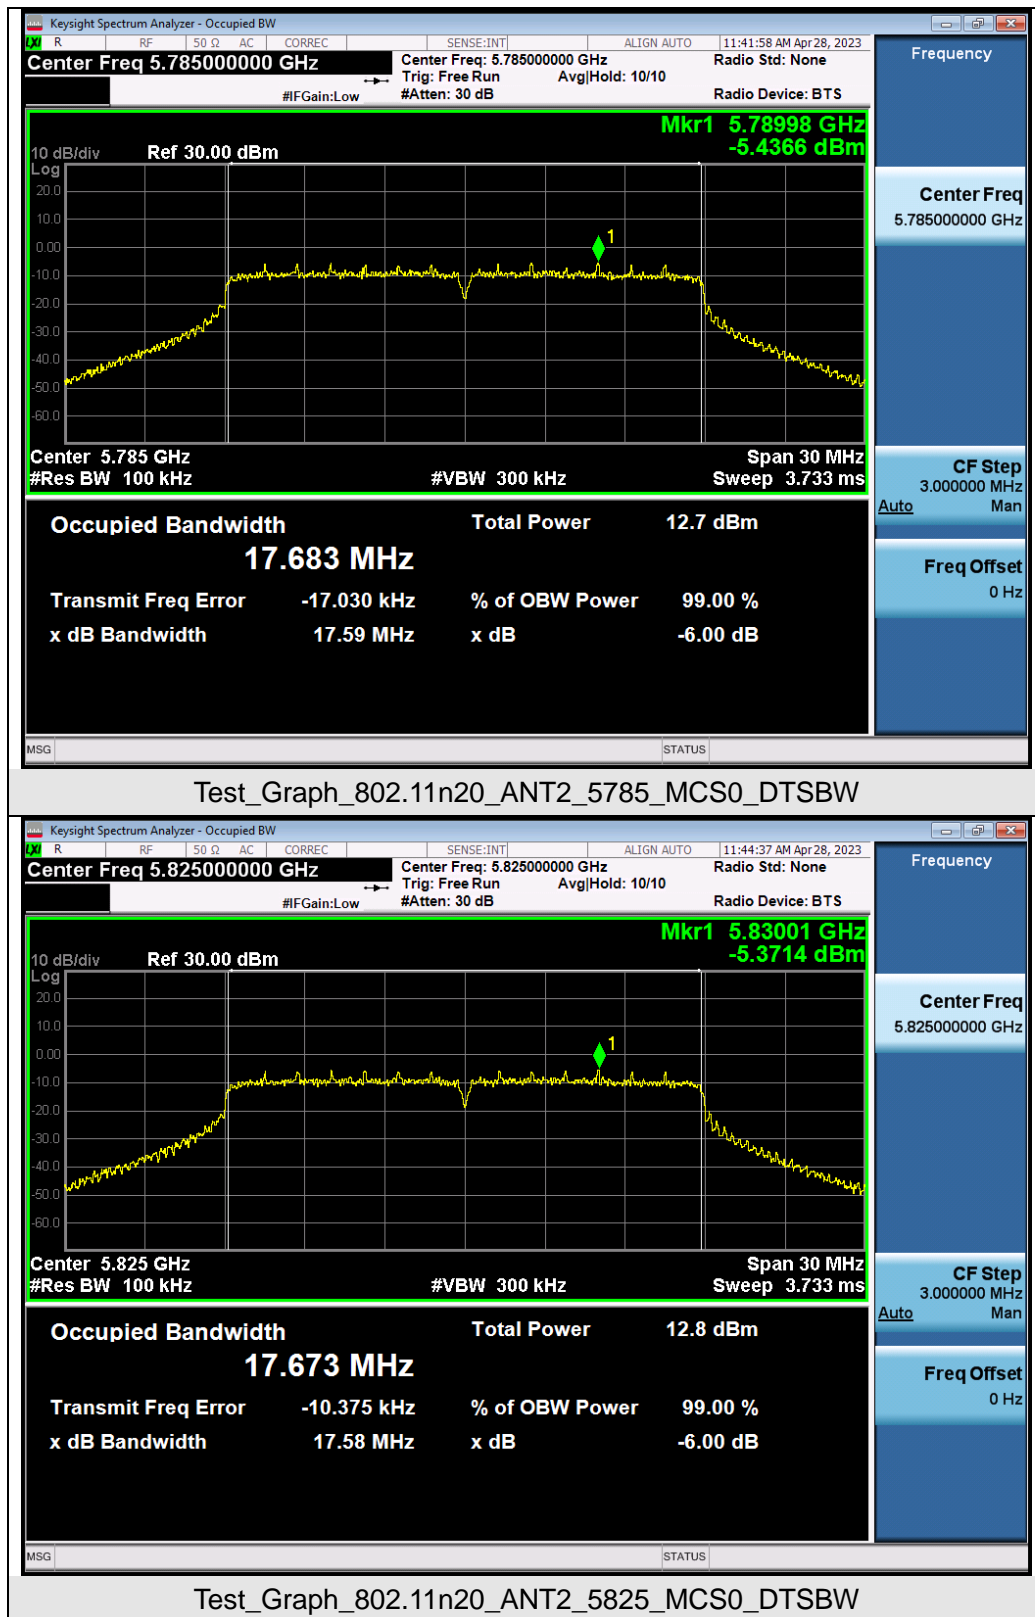 Keysight Spectrum Analyzer - Occupied BW
LXI R RF 50 Ω AC CORREC SENSE:INT ALIGN AUTO 11:41:58 AM Apr 28, 2023
Center Freq 5.785000000 GHz
Center Freq: 5.785000000 GHz
Radio Std: None
Trig: Free Run Avg|Hold: 10/10
#IFGain:Low #Atten: 30 dB Radio Device: BTS
Frequency
Mkr1 5.78998 GHz
-5.4366 dBm
10 dB/div Ref 30.00 dBm
Log
20.0
10.0
0.00
-10.0
-20.0
-30.0
-40.0
-50.0
-60.0
1
Center 5.785 GHz Span 30 MHz
#Res BW 100 kHz #VBW 300 kHz Sweep 3.733 ms
Center Freq
5.785000000 GHz
CF Step
3.000000 MHz
Auto Man
Freq Offset
0 Hz
Occupied Bandwidth Total Power 12.7 dBm
17.683 MHz
Transmit Freq Error -17.030 kHz % of OBW Power 99.00 %
x dB Bandwidth 17.59 MHz x dB -6.00 dB
MSG STATUS
Test_Graph_802.11n20_ANT2_5785_MCS0_DTSBW
Keysight Spectrum Analyzer - Occupied BW
LXI R RF 50 Ω AC CORREC SENSE:INT ALIGN AUTO 11:44:37 AM Apr 28, 2023
Center Freq 5.825000000 GHz
Center Freq: 5.825000000 GHz
Radio Std: None
Trig: Free Run Avg|Hold: 10/10
#IFGain:Low #Atten: 30 dB Radio Device: BTS
Frequency
Mkr1 5.83001 GHz
-5.3714 dBm
10 dB/div Ref 30.00 dBm
Log
20.0
10.0
0.00
-10.0
-20.0
-30.0
-40.0
-50.0
-60.0
1
Center 5.825 GHz Span 30 MHz
#Res BW 100 kHz #VBW 300 kHz Sweep 3.733 ms
Center Freq
5.825000000 GHz
CF Step
3.000000 MHz
Auto Man
Freq Offset
0 Hz
Occupied Bandwidth Total Power 12.8 dBm
17.673 MHz
Transmit Freq Error -10.375 kHz % of OBW Power 99.00 %
x dB Bandwidth 17.58 MHz x dB -6.00 dB
MSG STATUS
Test_Graph_802.11n20_ANT2_5825_MCS0_DTSBW